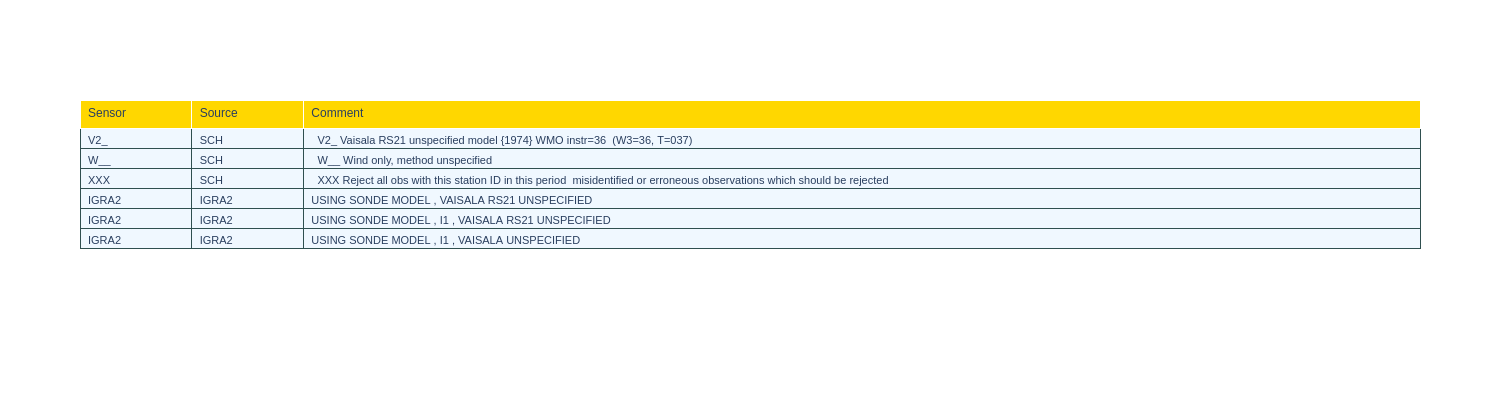 Sensor Source Comment
V2_ SCH V2_ Vaisala RS21 unspecified model {1974} WMO instr=36  (W3=36, T=037)
W__ SCH W__ Wind only, method unspecified
XXX SCH XXX Reject all obs with this station ID in this period  misidentified or erroneous observations which should be rejected
IGRA2 IGRA2 USING SONDE MODEL , VAISALA RS21 UNSPECIFIED
IGRA2 IGRA2 USING SONDE MODEL , I1 , VAISALA RS21 UNSPECIFIED
IGRA2 IGRA2 USING SONDE MODEL , I1 , VAISALA UNSPECIFIED